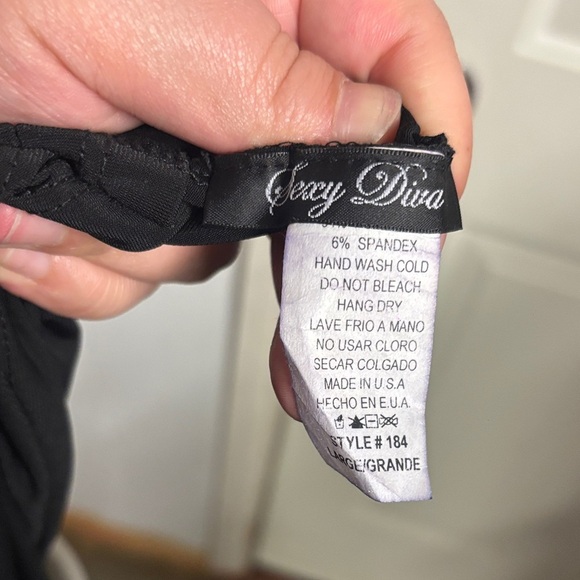 Sexy Diva
6% SPANDEX
HAND WASH COLD
DO NOT BLEACH
HANG DRY
LAVE FRIO A MANO
NO USAR CLORO
SECAR COLGADO
MADE IN U.S.A
HECHO EN E.U.A.
STYLE # 184
LARGE/GRANDE